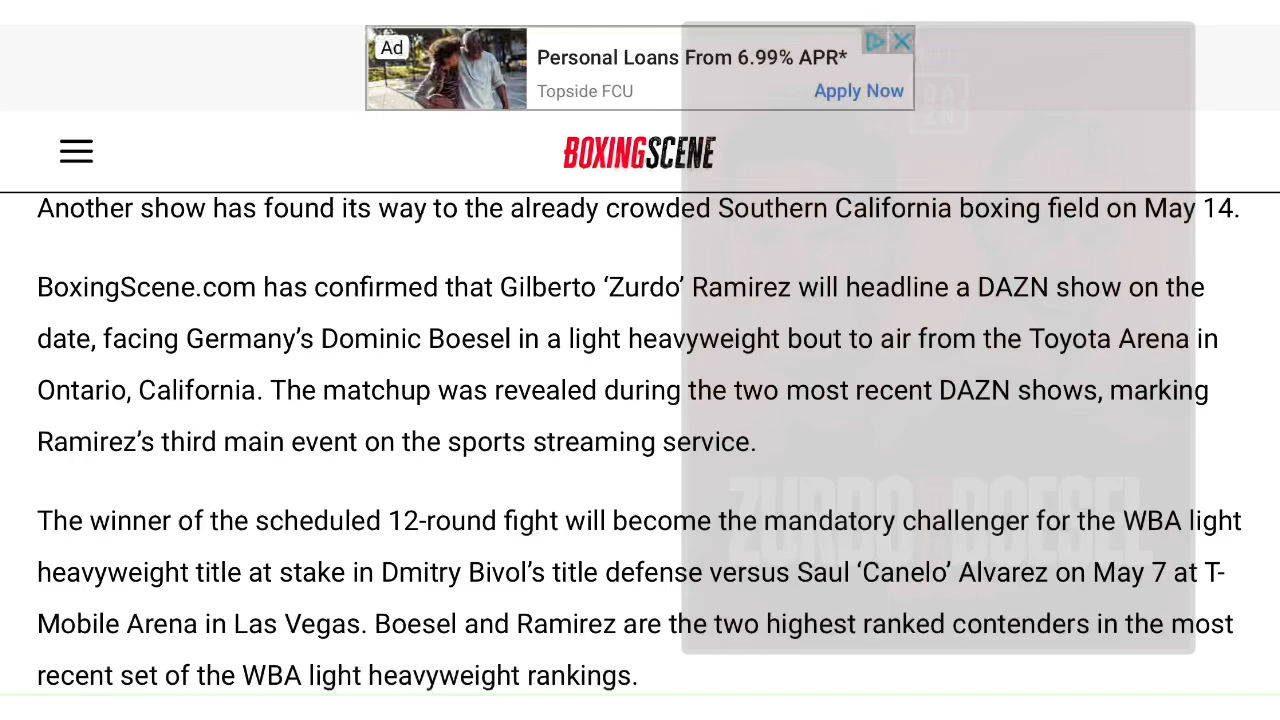 Ad
Personal Loans From 6.99% APR*
Topside FCU
Apply Now
DA
ZN
BOXINGSCENE
Another show has found its way to the already crowded Southern California boxing field on May 14.
BoxingScene.com has confirmed that Gilberto ‘Zurdo’ Ramirez will headline a DAZN show on the
date, facing Germany’s Dominic Boesel in a light heavyweight bout to air from the Toyota Arena in
Ontario, California. The matchup was revealed during the two most recent DAZN shows, marking
Ramirez’s third main event on the sports streaming service.
ZURDO BOESEL
The winner of the scheduled 12-round fight will become the mandatory challenger for the WBA light
heavyweight title at stake in Dmitry Bivol’s title defense versus Saul ‘Canelo’ Alvarez on May 7 at T-
Mobile Arena in Las Vegas. Boesel and Ramirez are the two highest ranked contenders in the most
recent set of the WBA light heavyweight rankings.